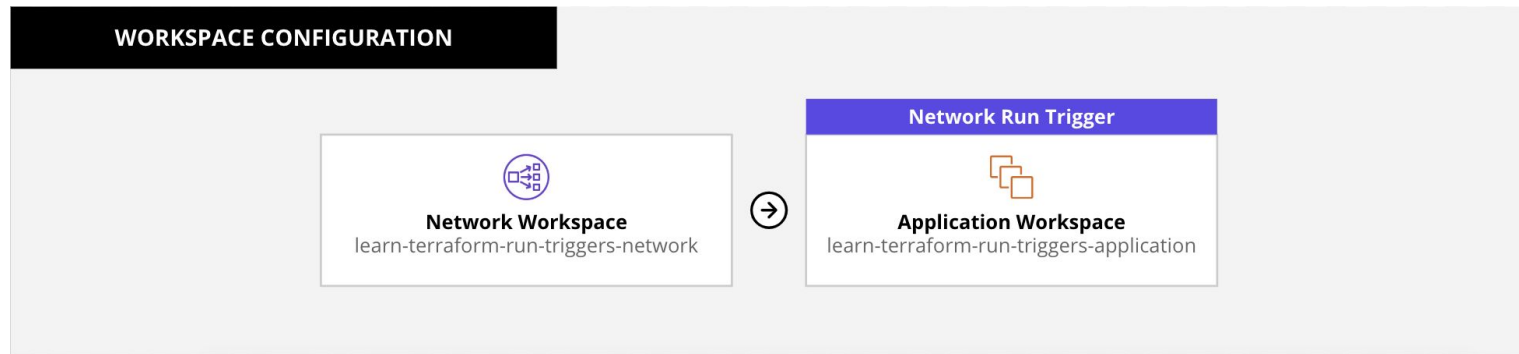 WORKSPACE CONFIGURATION
Network Run Trigger
Network Workspace
learn-terraform-run-triggers-network
Application Workspace
learn-terraform-run-triggers-application